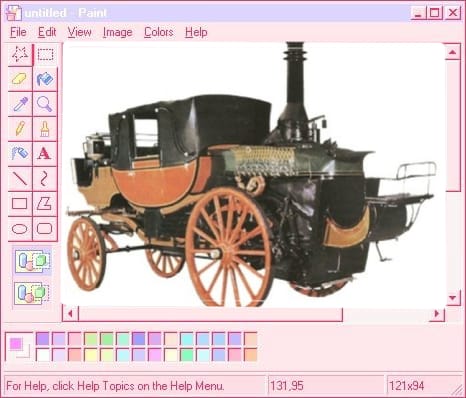 untitled - Paint
File Edit View Image Colors Help
A
For Help, click Help Topics on the Help Menu. 131,95 121x94